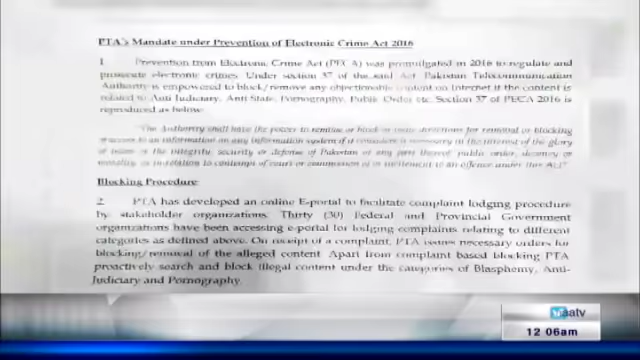 PTA's Mandate under Prevention of Electronic Crime Act 2016
1. Prevention from Electronic Crime Act (PECA) was promulgated in 2016 to regulate and
prosecute electronic crimes. Under section 37 of the said Act Pakistan Telecommunication
Authority is empowered to block/remove any objectionable content on Internet if the content is
related to Anti Judiciary, Anti State, Pornography, Public Order etc. Section 37 of PECA 2016 is
reproduced as below:
"The Authority shall have the power to remove or block or issue directions for removal or blocking
of access to an information on any information system if it considers it necessary in the interest of the glory
of Islam or the integrity, security or defense of Pakistan or any part thereof, public order, decency or
morality, or in relation to contempt of court or commission of or incitement to an offence under this Act."
Blocking Procedure
2. PTA has developed an online E-portal to facilitate complaint lodging procedure
by stakeholder organizations. Thirty (30) Federal and Provincial Government
organizations have been accessing e-portal for lodging complaints relating to different
categories as defined above. On receipt of a complaint, PTA issues necessary orders for
blocking/removal of the alleged content. Apart from complaint based blocking PTA
proactively search and block illegal content under the categories of Blasphemy, Anti-
Judiciary and Pornography.
aatv
12 06am